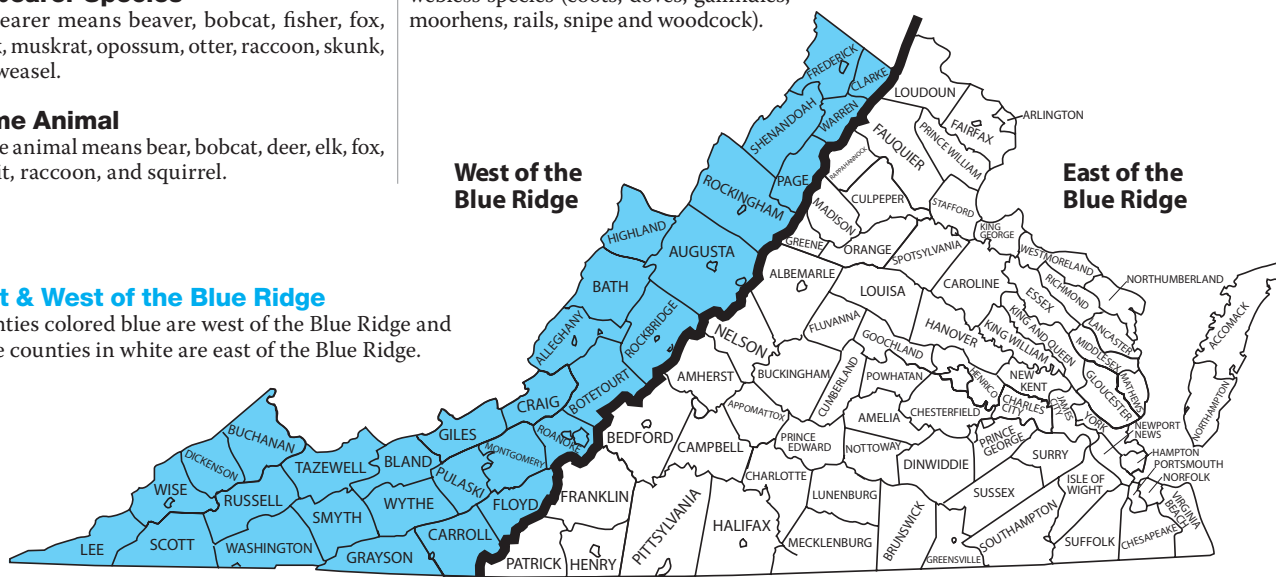 earer means beaver, bobcat, fisher, fox,
muskrat, opossum, otter, raccoon, skunk,
weasel.
me Animal
e animal means bear, bobcat, deer, elk, fox,
it, raccoon, and squirrel.
moorhens, rails, snipe and woodcock).
West of the
Blue Ridge
East of the
Blue Ridge
t & West of the Blue Ridge
nties colored blue are west of the Blue Ridge and
e counties in white are east of the Blue Ridge.
FREDERICK
CLARKE
LOUDOUN
SHENANDOAH
WARREN
FAUQUIER
PRINCE WILLIAM
FAIRFAX
ARLINGTON
RAPPAHANNOCK
PAGE
ROCKINGHAM
MADISON
CULPEPER
STAFFORD
KING
GEORGE
HIGHLAND
AUGUSTA
GREENE
ORANGE
SPOTSYLVANIA
WESTMORELAND
BATH
ALBEMARLE
LOUISA
CAROLINE
ESSEX
RICHMOND
NORTHUMBERLAND
ALLEGHANY
ROCKBRIDGE
NELSON
FLUVANNA
GOOCHLAND
HANOVER
KING WILLIAM
KING AND QUEEN
LANCASTER
MIDDLESEX
ACCOMACK
CRAIG
BOTETOURT
AMHERST
BUCKINGHAM
CUMBERLAND
POWHATAN
HENRICO
NEW
KENT
GLOUCESTER
MATHEWS
NORTHAMPTON
BUCHANAN
DICKENSON
TAZEWELL
BLAND
GILES
MONTGOMERY
ROANOKE
BEDFORD
CAMPBELL
APPOMATTOX
PRINCE
EDWARD
AMELIA
CHESTERFIELD
CHARLES
CITY
JAMES
CITY
YORK
NEWPORT
NEWS
HAMPTON
PORTSMOUTH
NORFOLK
WISE
RUSSELL
SMYTH
WYTHE
PULASKI
FLOYD
FRANKLIN
PITTSYLVANIA
CHARLOTTE
LUNENBURG
NOTTOWAY
DINWIDDIE
PRINCE
GEORGE
SURRY
SUSSEX
ISLE OF
WIGHT
VIRGINIA
BEACH
LEE
SCOTT
WASHINGTON
GRAYSON
CARROLL
PATRICK
HENRY
HALIFAX
MECKLENBURG
BRUNSWICK
GREENSVILLE
SOUTHAMPTON
SUFFOLK
CHESAPEAKE